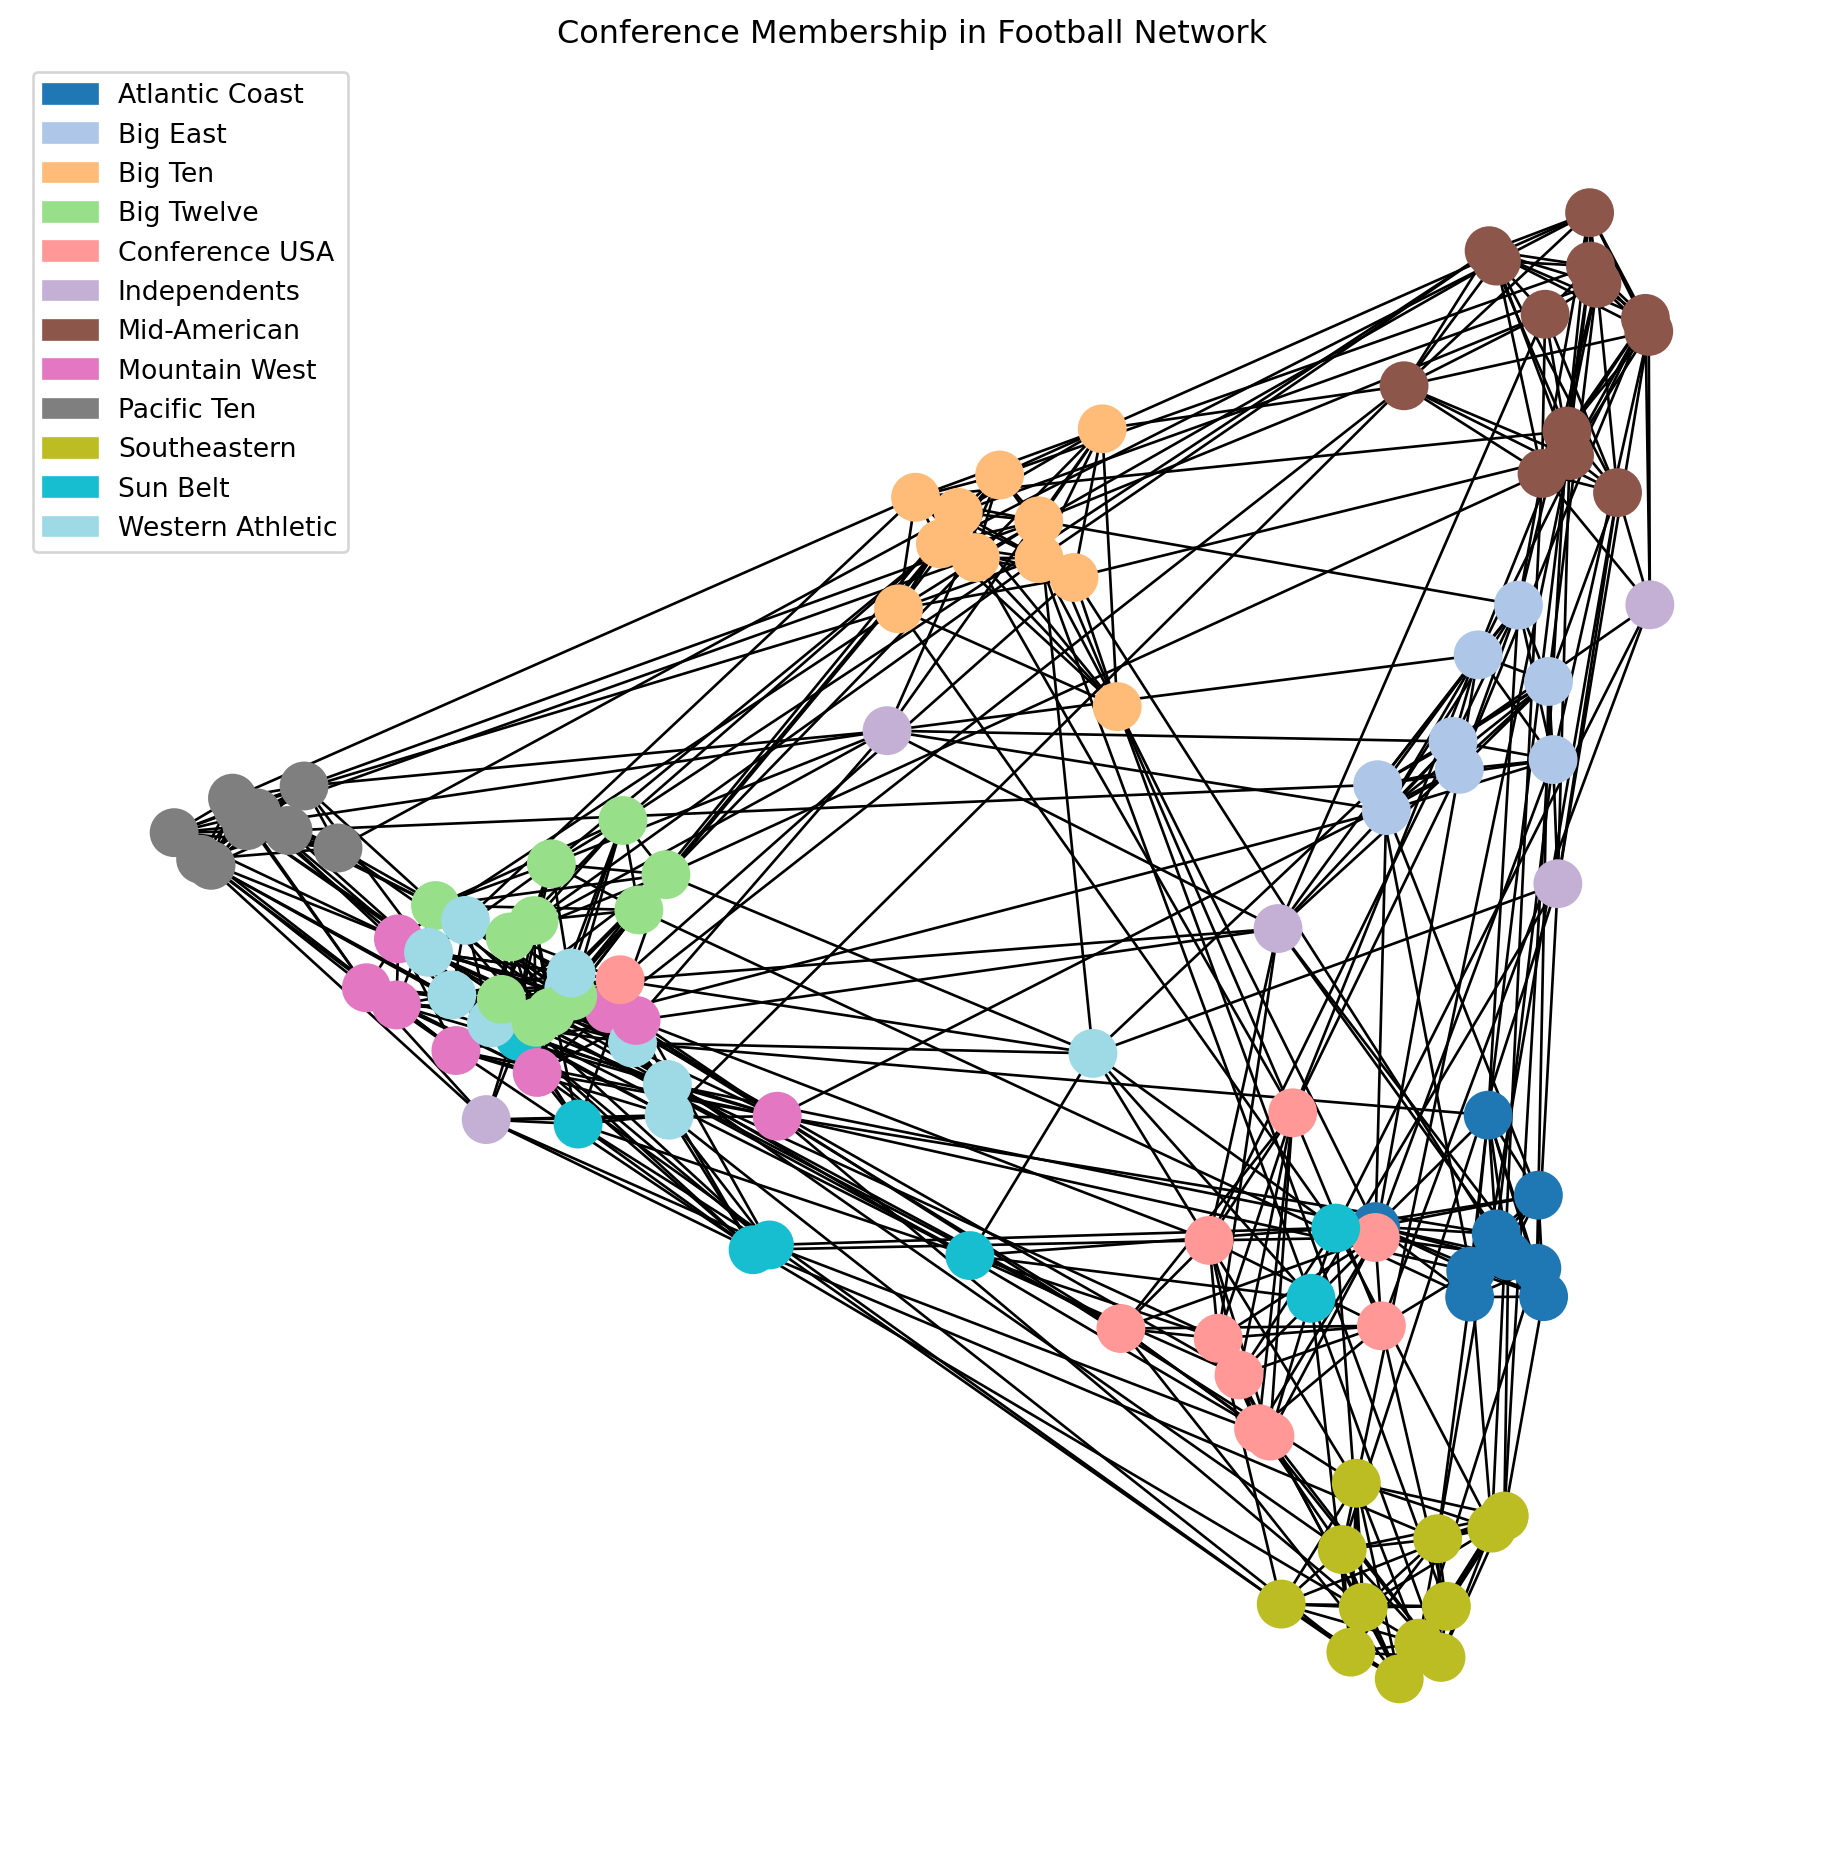 Conference Membership in Football Network
Atlantic Coast
Big East
Big Ten
Big Twelve
Conference USA
Independents
Mid-American
Mountain West
Pacific Ten
Southeastern
Sun Belt
Western Athletic